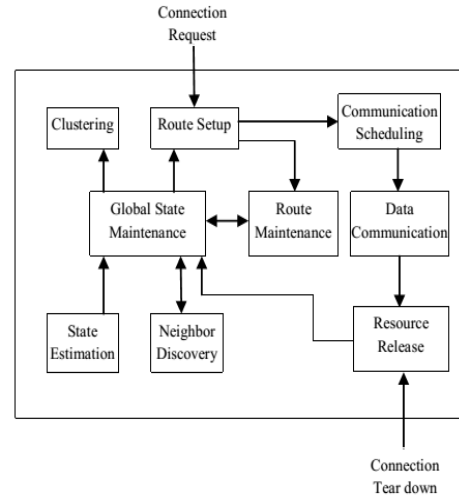 Connection
Request
Clustering
Route Setup
Communication
Scheduling
Global State
Maintenance
Route
Maintenance
Data
Communication
State
Estimation
Neighbor
Discovery
Resource
Release
Connection
Tear down